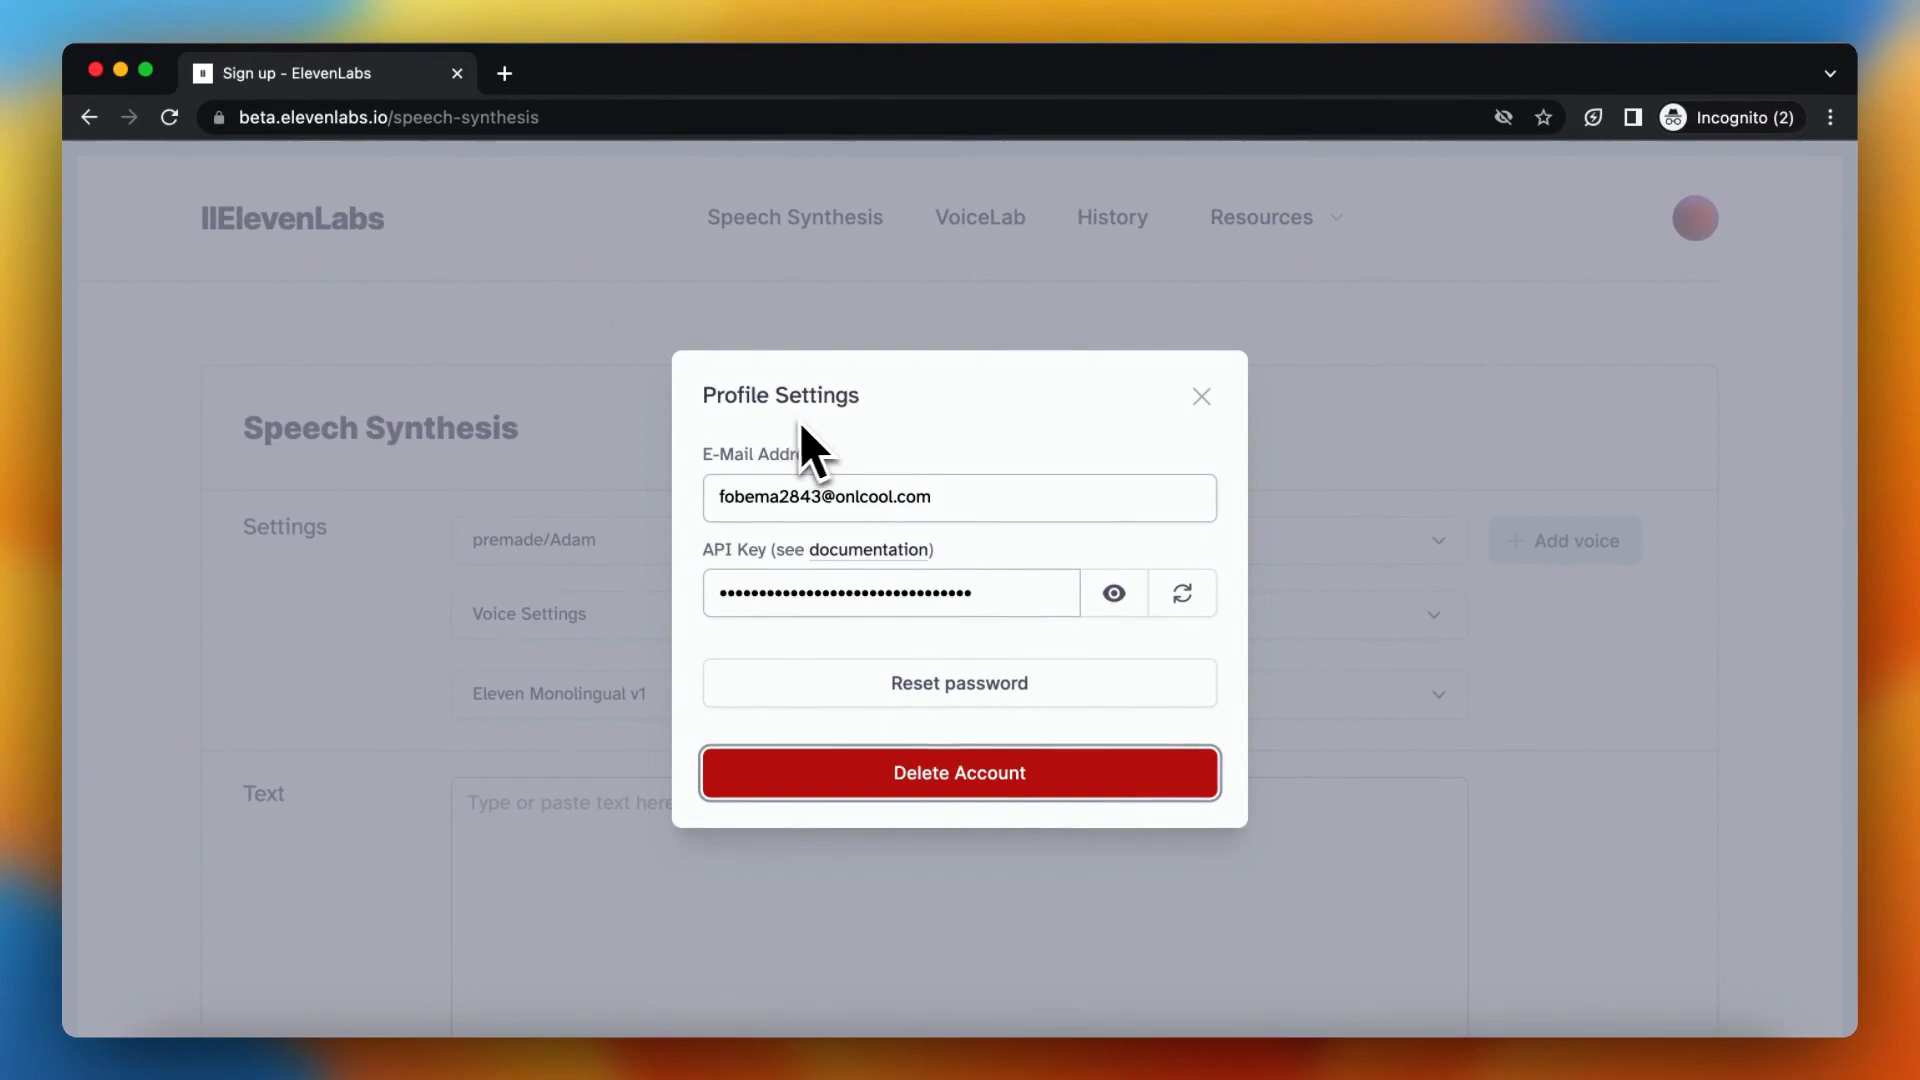 Sign up - ElevenLabs
beta.elevenlabs.io/speech-synthesis
Incognito (2)
IIElevenLabs
Speech Synthesis
VoiceLab
History
Resources
Profile Settings
Speech Synthesis
E-Mail Addr
fobema2843@onlcool.com
Settings
premade/Adam
+ Add voice
API Key (see documentation)
••••••••••••••••••••••••••••••••
Voice Settings
Reset password
Eleven Monolingual v1
Delete Account
Text
Type or paste text here